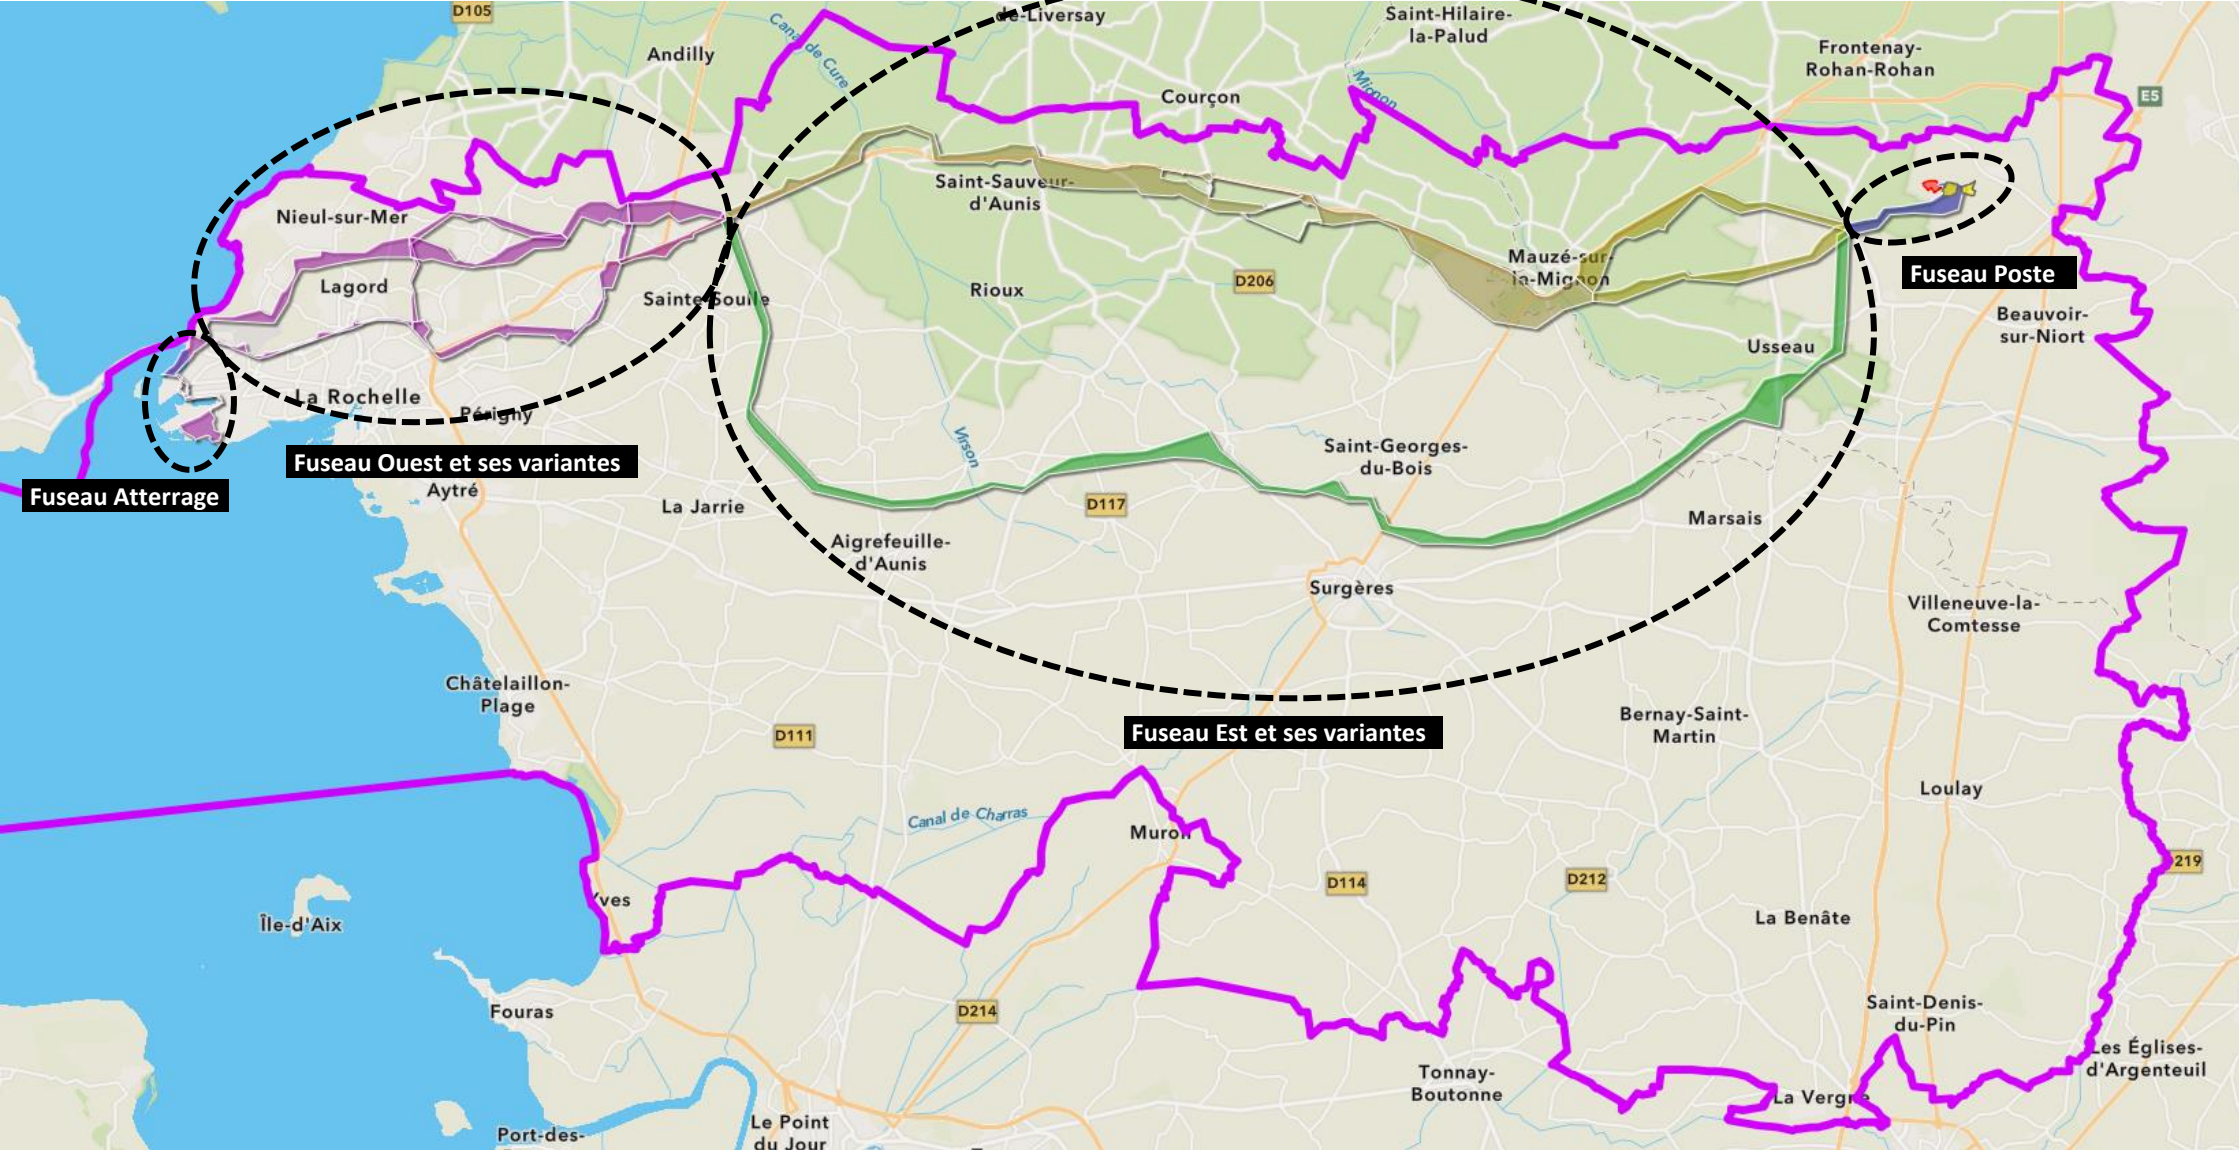 D105
de-Liversay
Saint-Hilaire-
la-Palud
Canal de Cure
Andilly
Frontenay-
Rohan-Rohan
Mignon
Courçon
E5
Saint-Sauveur-
d'Aunis
Nieul-sur-Mer
Mauzé-sur-
la-Mignon
Fuseau Poste
Lagord
Sainte-Soulle
Rioux
D206
Beauvoir-
sur-Niort
Usseau
La Rochelle
Périgny
Virson
Saint-Georges-
du-Bois
Fuseau Ouest et ses variantes
Fuseau Atterrage
Aytré
La Jarrie
D117
Marsais
Aigrefeuille-
d'Aunis
Surgères
Villeneuve-la-
Comtesse
Châtelaillon-
Plage
D111
Fuseau Est et ses variantes
Bernay-Saint-
Martin
Loulay
Canal de Charras
Muron
219
D114
D212
Yves
Île-d'Aix
La Benâte
Fouras
D214
Saint-Denis-
du-Pin
Les Églises-
d'Argenteuil
Tonnay-
Boutonne
La Vergne
Le Point
du Jour
Port-des-